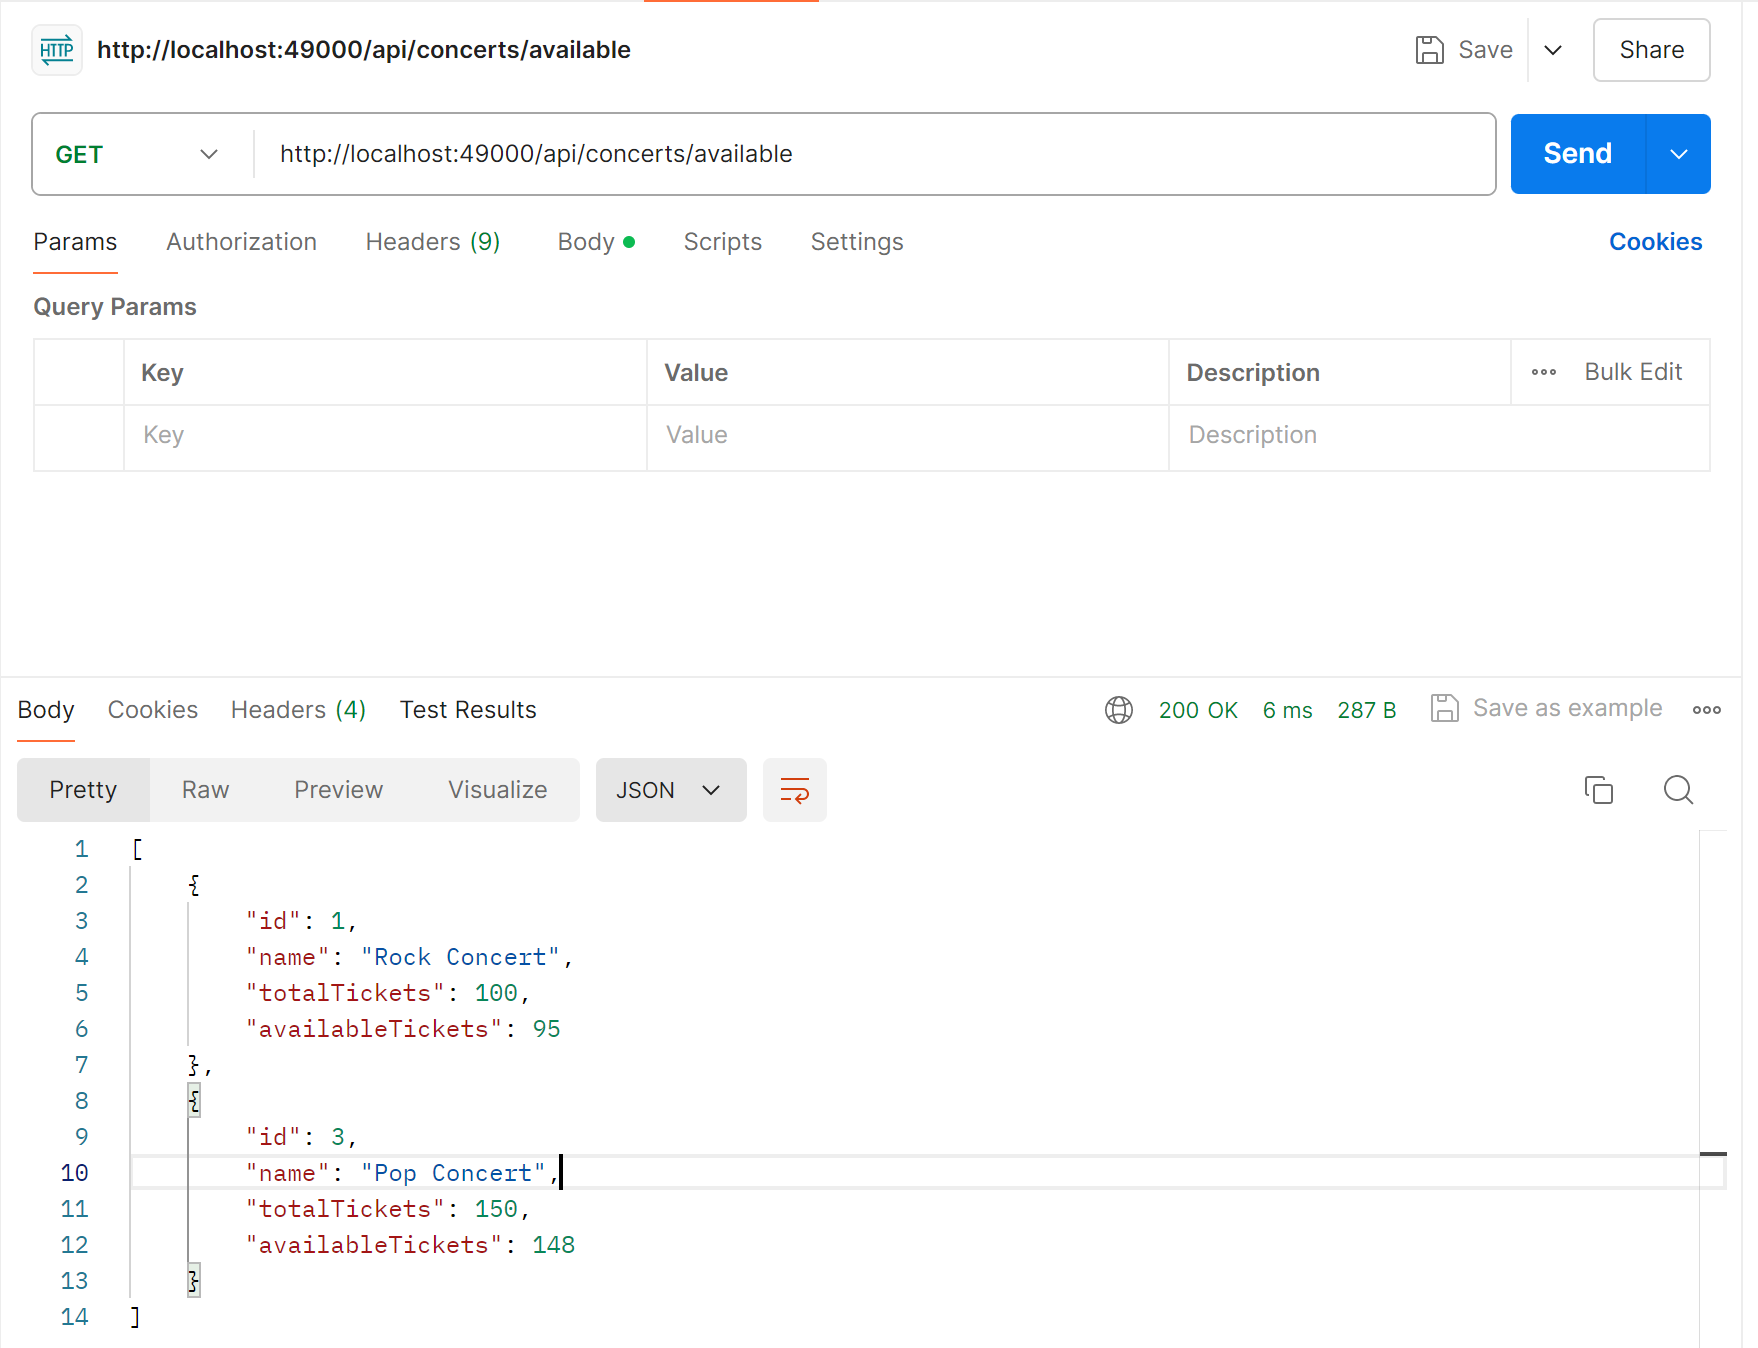 HTTP http://localhost:49000/api/concerts/available Save Share
GET http://localhost:49000/api/concerts/available Send
Params Authorization Headers (9) Body Scripts Settings Cookies
Query Params
Key Value Description Bulk Edit
Key Value Description
Body Cookies Headers (4) Test Results 200 OK 6 ms 287 B Save as example
Pretty Raw Preview Visualize JSON
1 [
2 {
3 "id": 1,
4 "name": "Rock Concert",
5 "totalTickets": 100,
6 "availableTickets": 95
7 },
8 {
9 "id": 3,
10 "name": "Pop Concert",
11 "totalTickets": 150,
12 "availableTickets": 148
13 }
14 ]